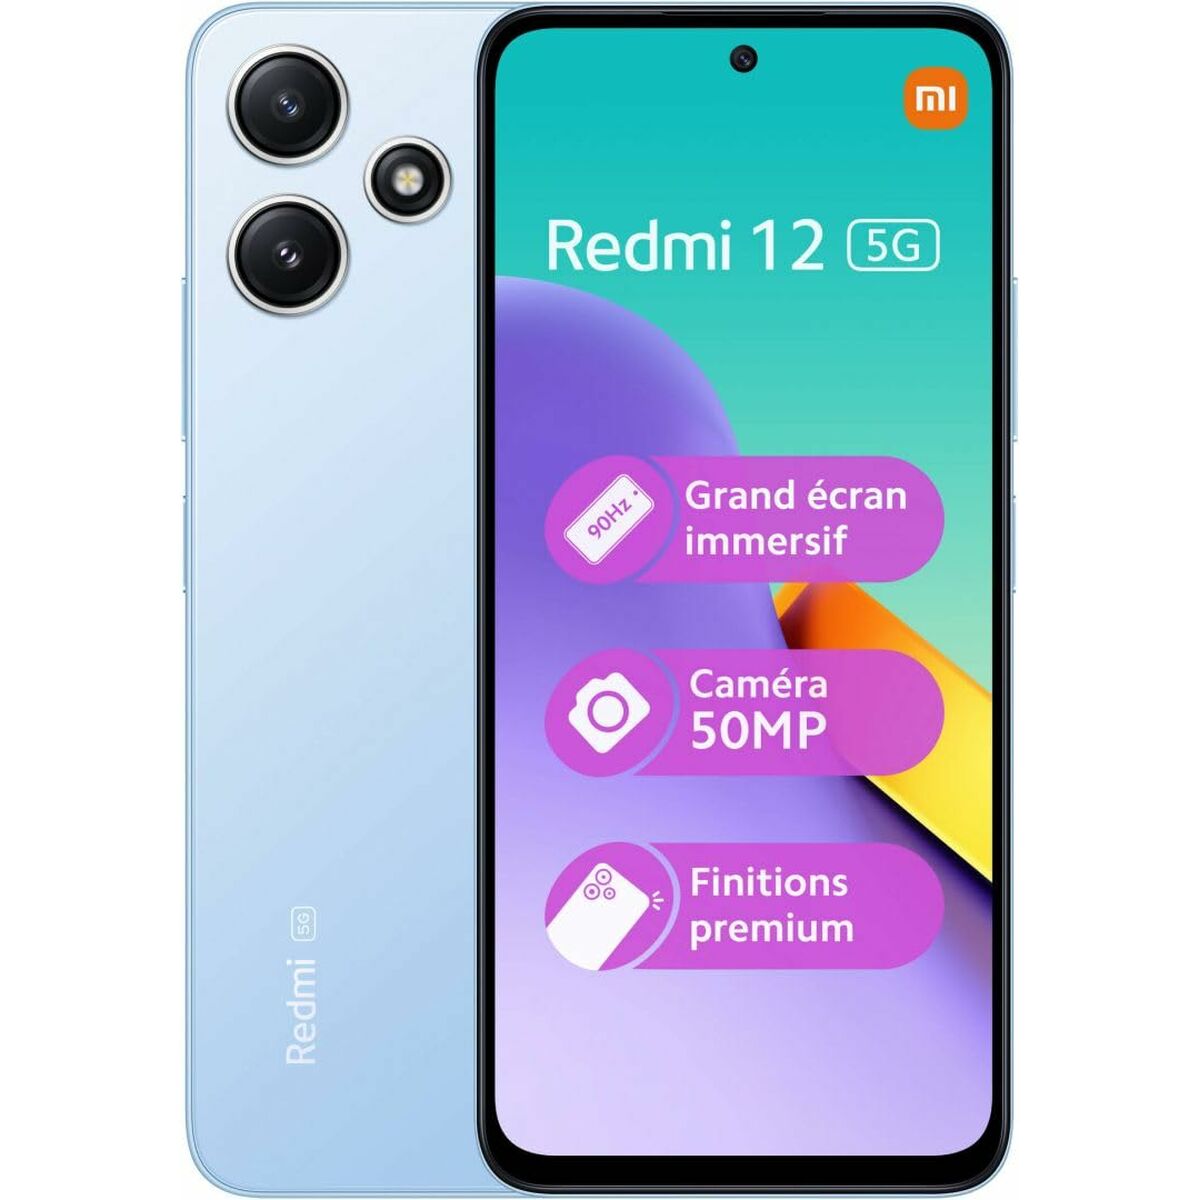 mi
Redmi 12 5G
90Hz
Grand écran
immersif
Caméra
50MP
Finitions
premium
Redmi 5G